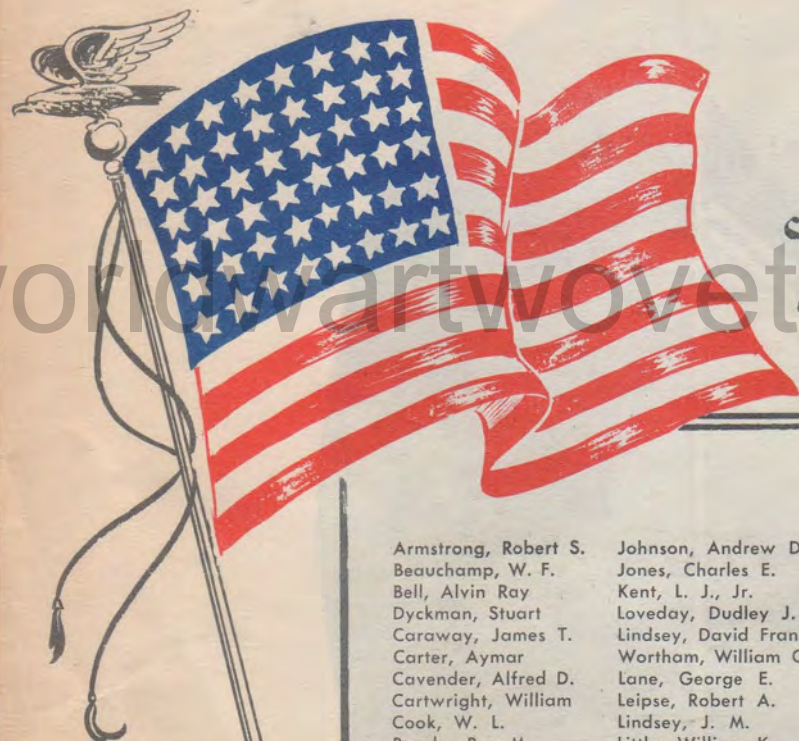 worldwartwovet
Armstrong, Robert S.
Beauchamp, W. F.
Bell, Alvin Ray
Dyckman, Stuart
Caraway, James T.
Carter, Aymar
Cavender, Alfred D.
Cartwright, William
Cook, W. L.
Johnson, Andrew D
Jones, Charles E.
Kent, L. J., Jr.
Loveday, Dudley J.
Lindsey, David Fran
Wortham, William C
Lane, George E.
Leipse, Robert A.
Lindsey, J. M.